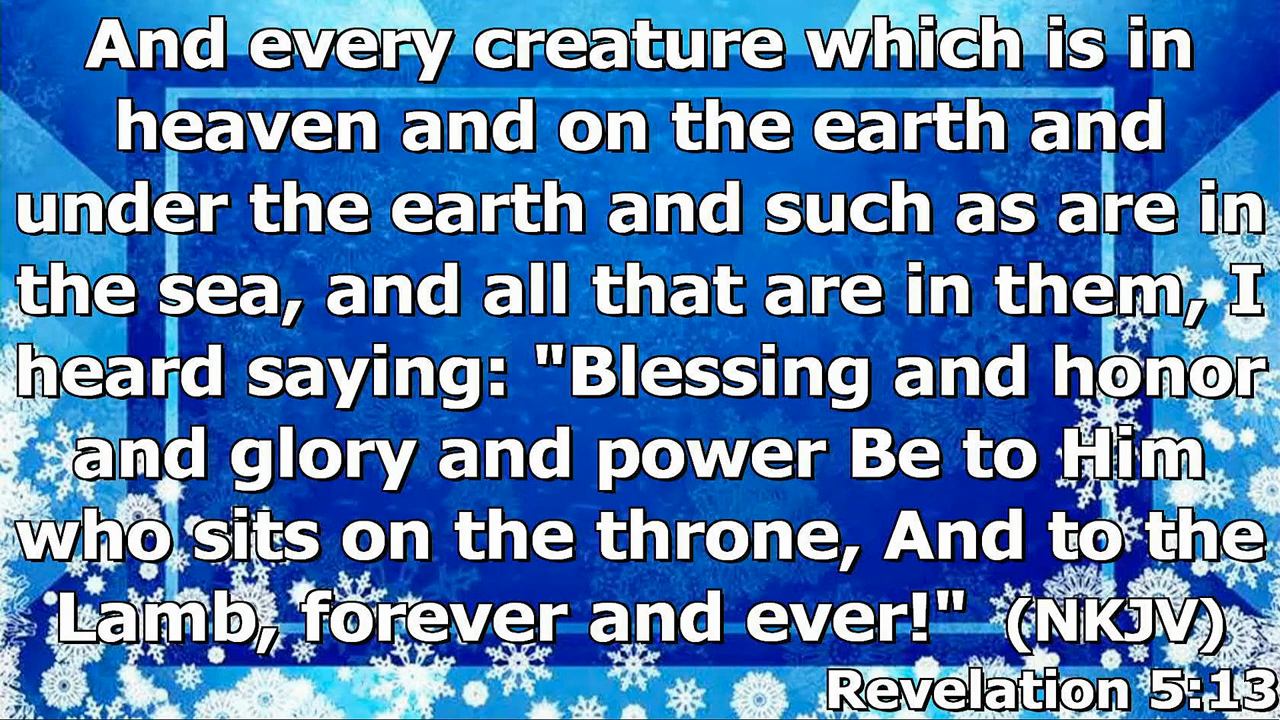 And every creature which is in
heaven and on the earth and
under the earth and such as are in
the sea, and all that are in them, I
heard saying: "Blessing and honor
and glory and power Be to Him
who sits on the throne, And to the
Lamb, forever and ever!" (NKJV)
Revelation 5:13